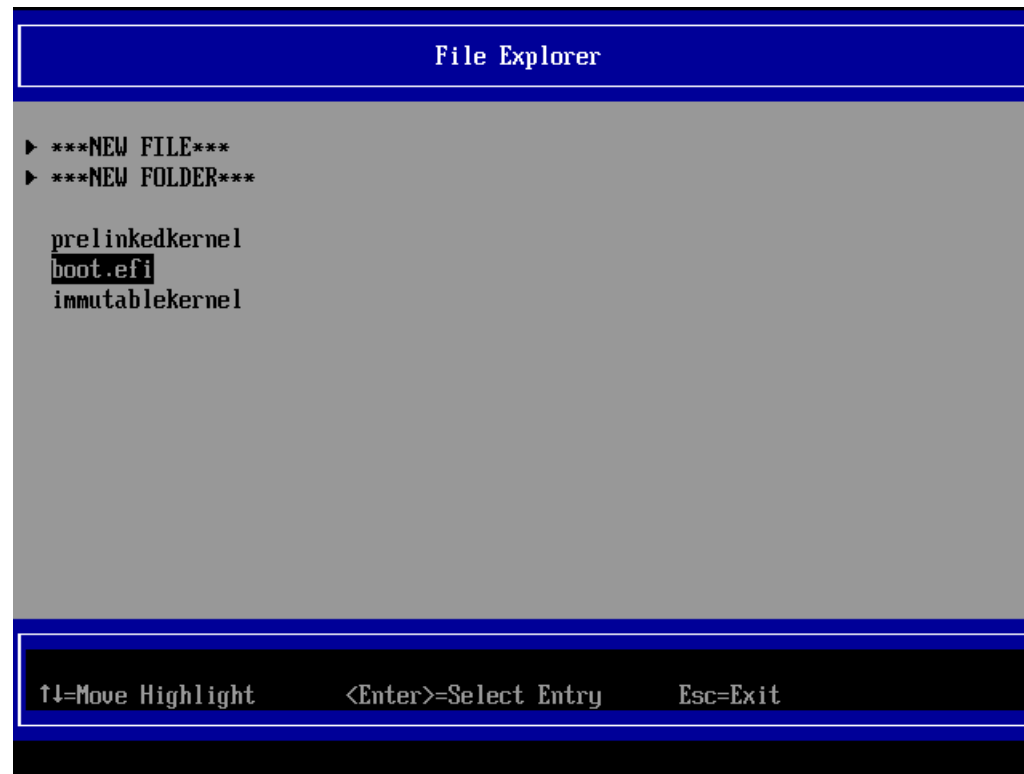 File Explorer
▶ ***NEW FILE***
▶ ***NEW FOLDER***
prelinkedkernel
boot.efi
immutablekernel
↑↓=Move Highlight <Enter>=Select Entry Esc=Exit